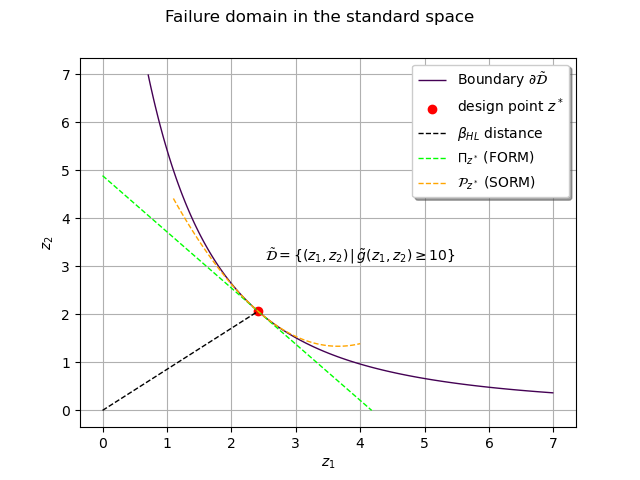 Failure domain in the standard space
7
6
5
4
3
2
1
0
z₂
Boundary ∂𝒟̃
design point z*
β_HL distance
Π_z* (FORM)
𝒫_z* (SORM)
𝒟̃ = {(z₁, z₂) | g̃(z₁, z₂) ≥ 10}
0 1 2 3 4 5 6 7
z₁